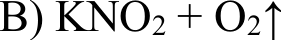 B) KNO₂ + O₂↑